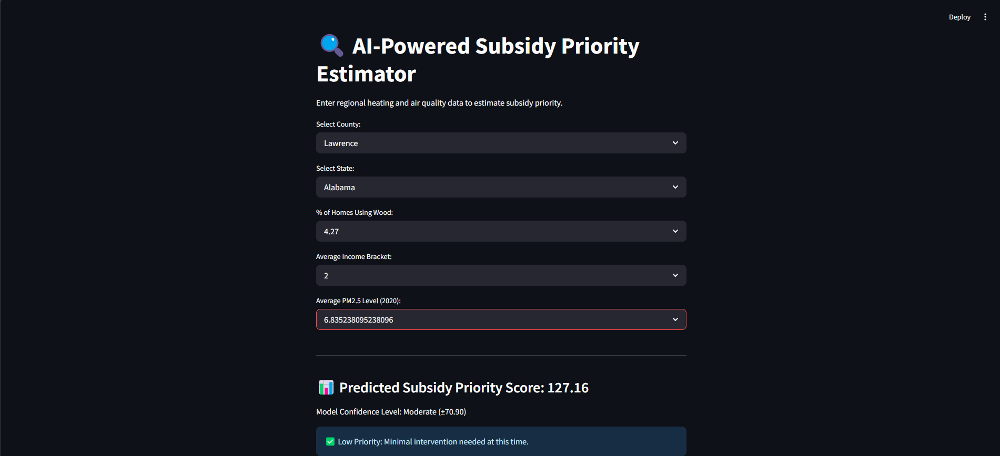 Deploy
AI-Powered Subsidy Priority
Estimator
Enter regional heating and air quality data to estimate subsidy priority.
Select County:
Lawrence
Select State:
Alabama
% of Homes Using Wood:
4.27
Average Income Bracket:
2
Average PM2.5 Level (2020):
6.835238095238096
Predicted Subsidy Priority Score: 127.16
Model Confidence Level: Moderate (±70.90)
Low Priority: Minimal intervention needed at this time.